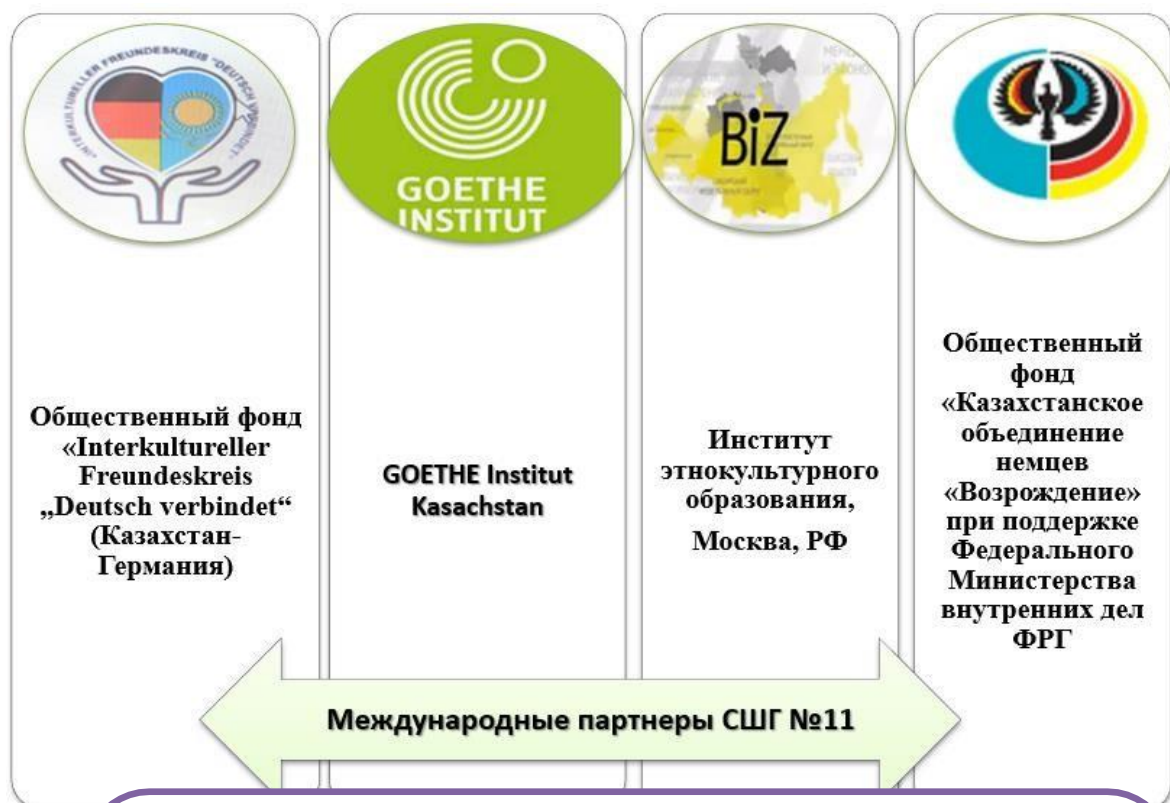 INTERKULTURELLER FREUNDESKREIS "DEUTSCH VERBINDET"
GOETHE
INSTITUT
BiZ
Общественный фонд
«Interkultureller
Freundeskreis
„Deutsch verbindet“
(Казахстан-
Германия)
GOETHE Institut
Kasachstan
Институт
этнокультурного
образования,
Москва, РФ
Общественный
фонд
«Казахстанское
объединение
немцев
«Возрождение»
при поддержке
Федерального
Министерства
внутренних дел
ФРГ
Международные партнеры СШГ №11